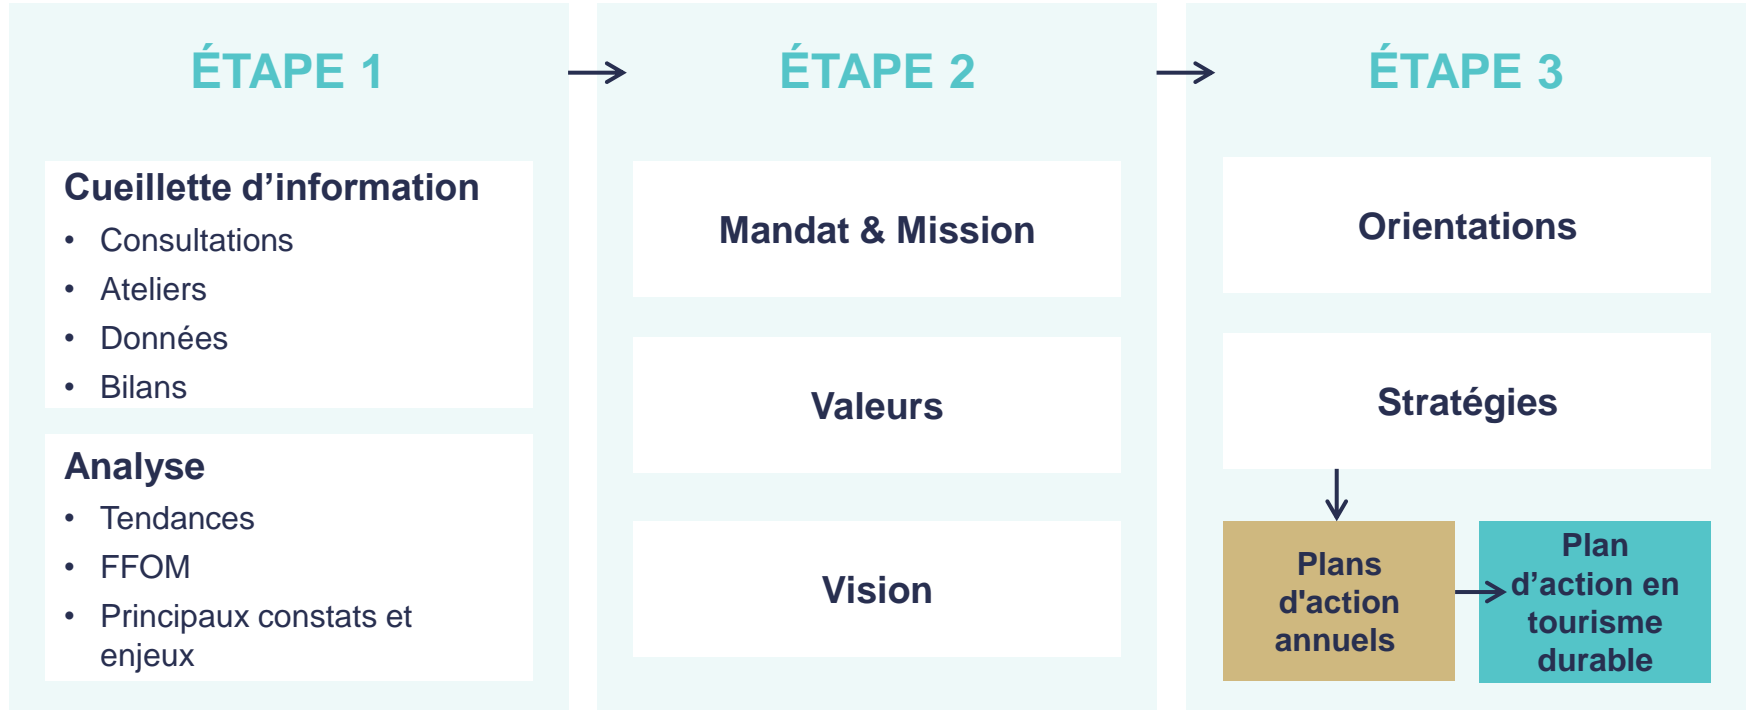 ÉTAPE 1
Cueillette d’information
• Consultations
• Ateliers
• Données
• Bilans
Analyse
• Tendances
• FFOM
• Principaux constats et
enjeux
ÉTAPE 2
Mandat & Mission
Valeurs
Vision
ÉTAPE 3
Orientations
Stratégies
Plans
d'action
annuels
Plan
d’action en
tourisme
durable